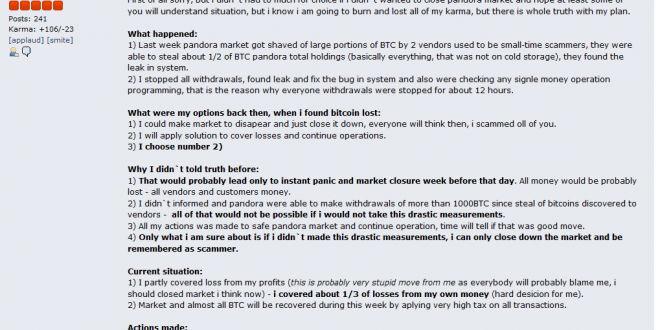 First of all sorry, but I didn't had to much for choice if I didn't wanted to close pandora market and hope at least some of
you will understand situation, but i know i am going to burn and lost all of my karma, but there is whole truth with my plan.
Posts: 241
Karma: +106/-23
[applaud] [smite]
What happened:
1) Last week pandora market got shaved of large portions of BTC by 2 vendors used to be small-time scammers, they were
able to steal about 1/2 of BTC pandora total holdings (basically everything, that was not on cold storage), they found the
leak in system.
2) I stopped all withdrawals, found leak and fix the bug in system and also were checking any signle money operation
programming, that is the reason why everyone withdrawals were stopped for about 12 hours.
What were my options back then, when i found bitcoin lost:
1) I could make market to disapear and just close it down, everyone will think then, i scammed oll of you.
2) I will apply solution to cover losses and continue operations.
3) I choose number 2)
Why I didn`t told truth before:
1) That would probably lead only to instant panic and market closure week before that day. All money would be probably
lost - all vendors and customers money.
2) I didn`t informed and pandora were able to make withdrawals of more than 1000BTC since steal of bitcoins discovered to
vendors - all of that would not be possible if i would not take this drastic measurements.
3) All my actions was made to safe pandora market and continue operation, time will tell if that was good move.
4) Only what i am sure about is if i didn`t made this drastic measurements, i can only close down the market and be
remembered as scammer.
Current situation:
1) I partly covered loss from my profits (this is probably very stupid move from me as everybody will probably blame me, i
should closed market i think now) - i covered about 1/3 of losses from my own money (hard desicion for me).
2) Market and almost all BTC will be recovered during this week by aplying very high tax on all transactions.
Actions made: